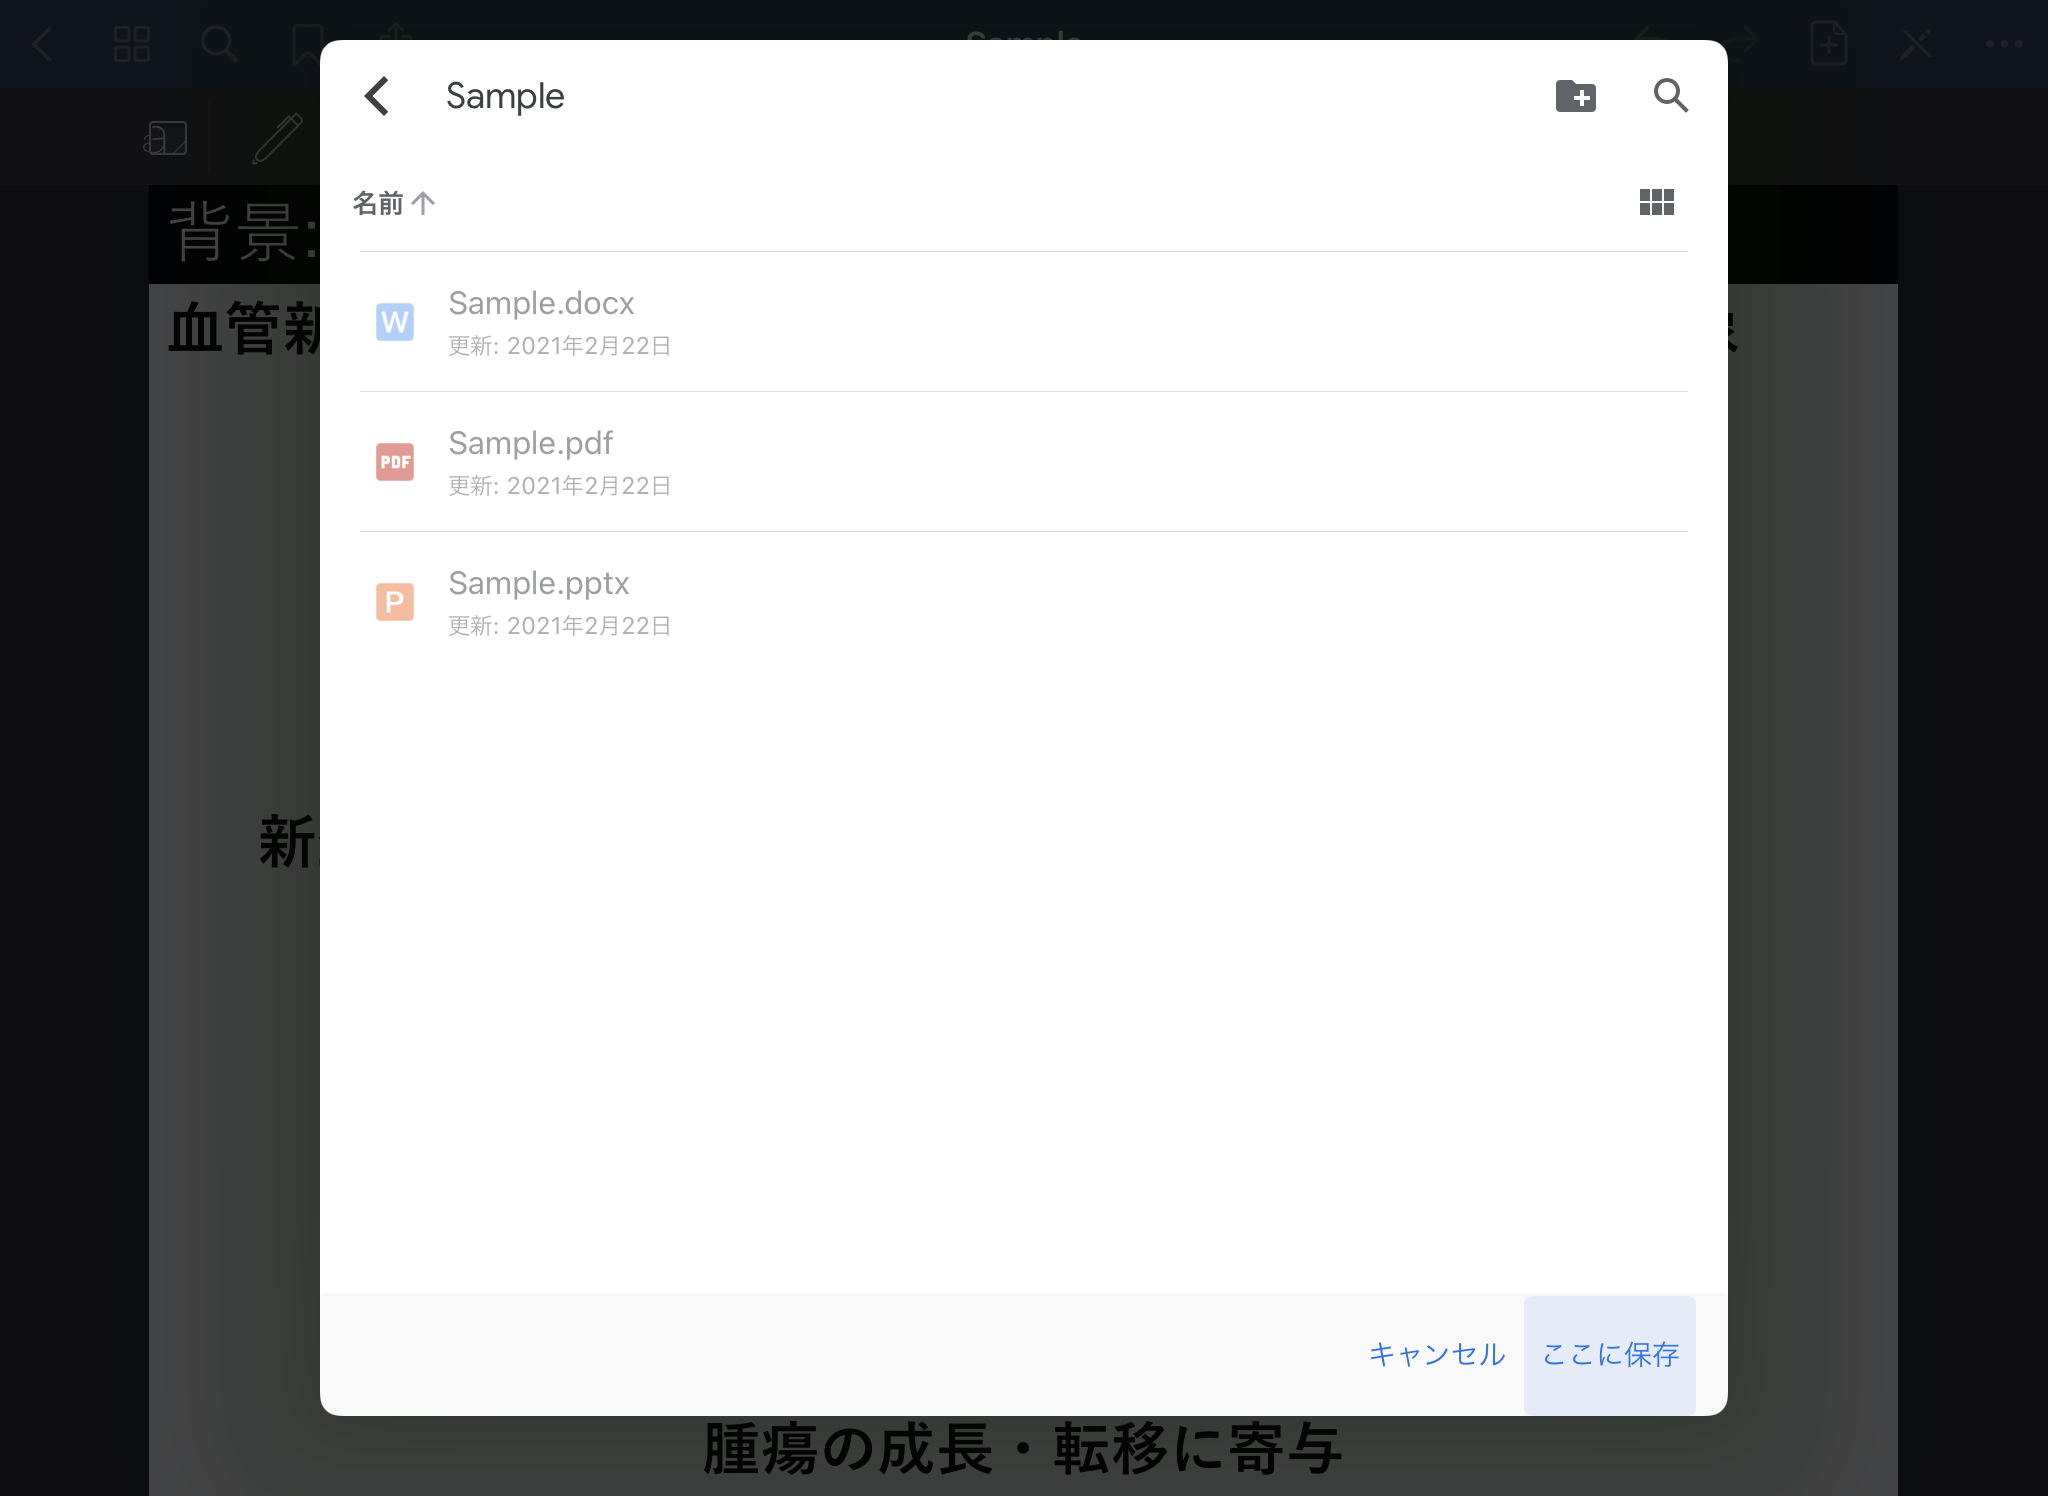 Sample
名前
W
Sample.docx
更新: 2021年2月22日
PDF
Sample.pdf
更新: 2021年2月22日
P
Sample.pptx
更新: 2021年2月22日
キャンセル ここに保存
a
背景:
血管新
新
腫瘍の成長・転移に寄与